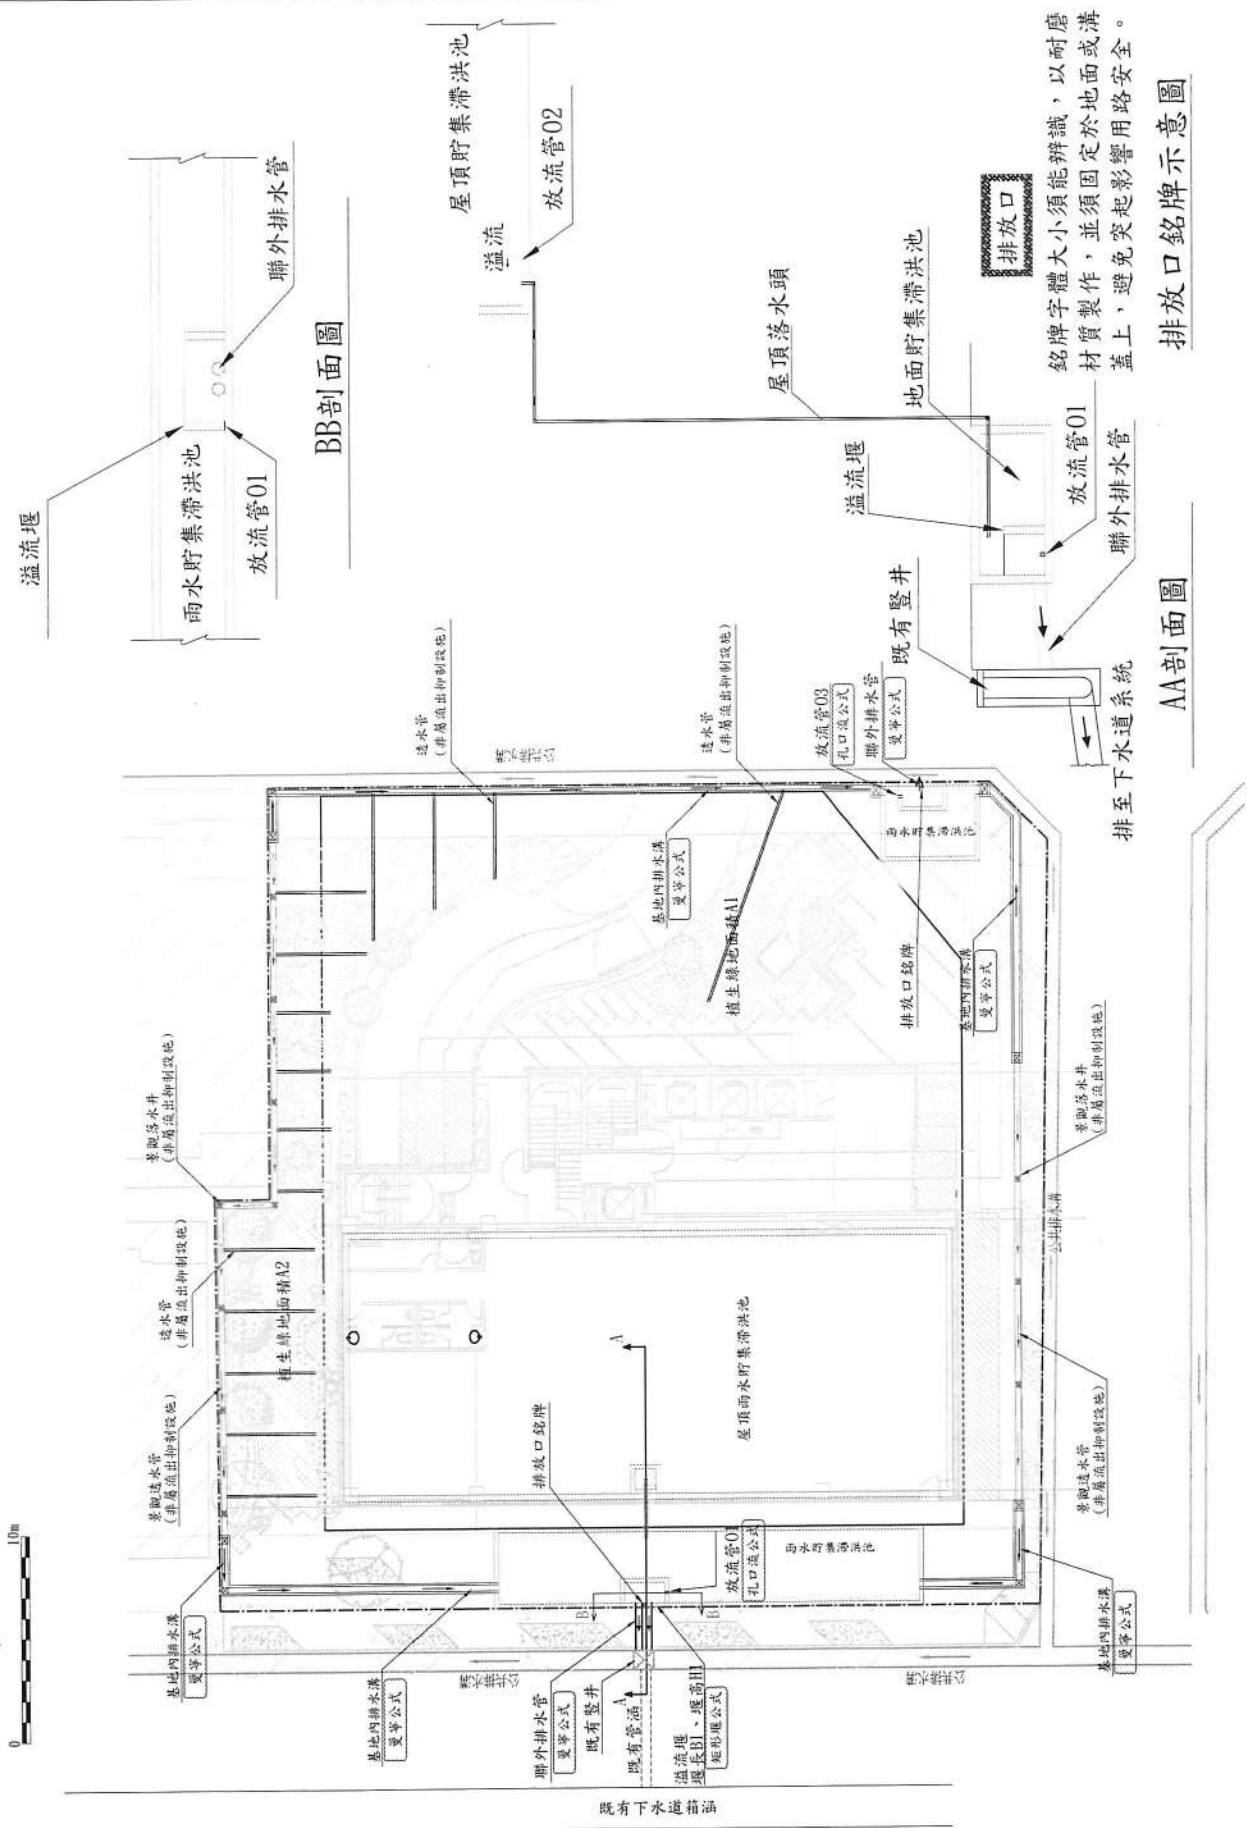 溢流堰
雨水貯集滯洪池
放流管01
聯外排水管
BB剖面圖
屋頂貯集滯洪池
溢流
放流管02
屋頂落水頭
地面貯集滯洪池
溢流堰
放流管01
聯外排水管
既有豎井
排至下水道系統
AA剖面圖
排放口
銘牌字體大小須能辨識,以耐磨
材質製作,並須固定於地面或溝
蓋上,避免突起影響用路安全。
排放口銘牌示意圖
0
10m
基地內排水溝
曼寧公式
景觀透水管
(非屬流出抑制設施)
透水管
(非屬流出抑制設施)
景觀落水井
(非屬流出抑制設施)
透水管
(非屬流出抑制設施)
透水管
(非屬流出抑制設施)
放流管03
孔口流公式
聯外排水管
曼寧公式
基地內排水溝
曼寧公式
植生綠地面積A1
植生綠地面積A2
雨水貯集滯洪池
排放口銘牌
基地內排水溝
曼寧公式
景觀落水井
(非屬流出抑制設施)
公共排水溝
景觀透水管
(非屬流出抑制設施)
A
屋頂雨水貯集滯洪池
排放口銘牌
放流管01
孔口流公式
雨水貯集滯洪池
B
B
A
基地內排水溝
曼寧公式
聯外排水管
曼寧公式
既有豎井
既有管涵
溢流堰
堰長B1、堰高H1
矩形堰公式
基地內排水溝
曼寧公式
既有下水道箱涵